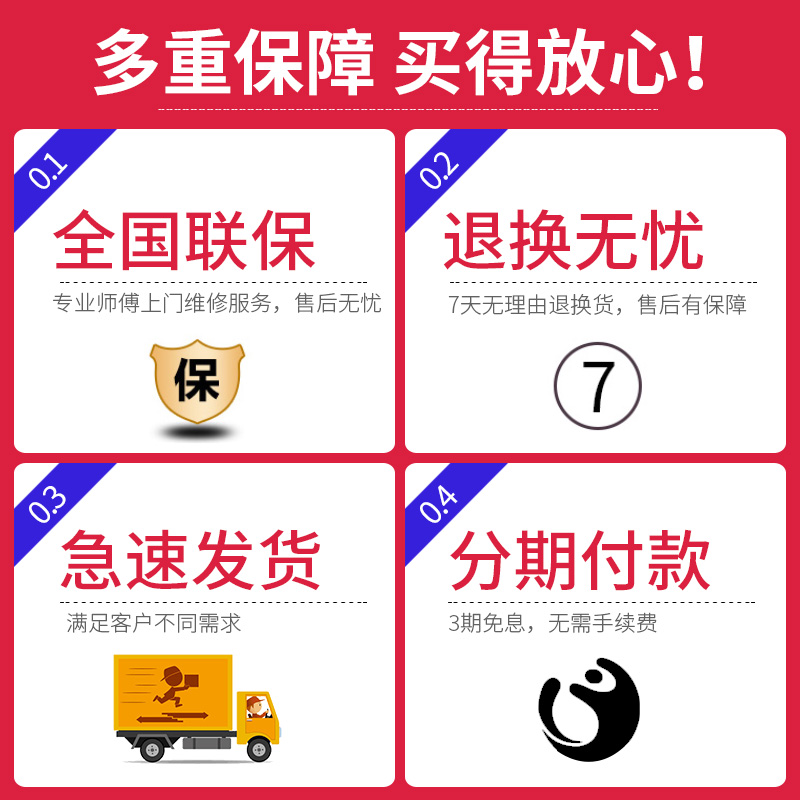 多重保障 买得放心!
0.1
全国联保
专业师傅上门维修服务，售后无忧
保
0.2
退换无忧
7天无理由退换货，售后有保障
7
0.3
急速发货
满足客户不同需求
0.4
分期付款
3期免息，无需手续费